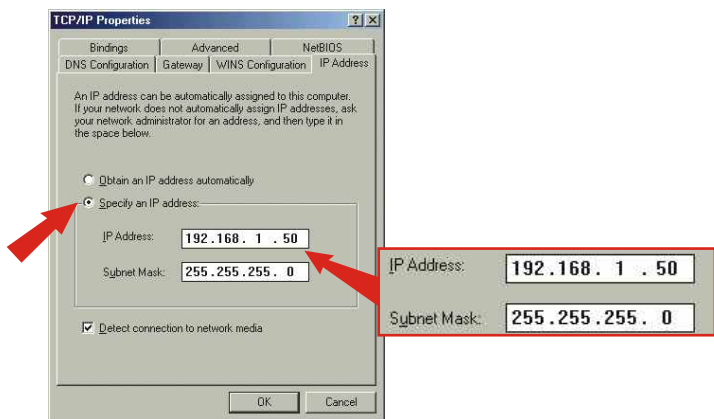 TCP/IP Properties
Bindings Advanced NetBIOS
DNS Configuration Gateway WINS Configuration IP Address
An IP address can be automatically assigned to this computer.
If your network does not automatically assign IP addresses, ask
your network administrator for an address, and then type it in
the space below.
Obtain an IP address automatically
Specify an IP address:
IP Address: 192.168. 1 .50
Subnet Mask: 255.255.255. 0
Detect connection to network media
OK Cancel
IP Address: 192.168. 1 .50
Subnet Mask: 255.255.255. 0